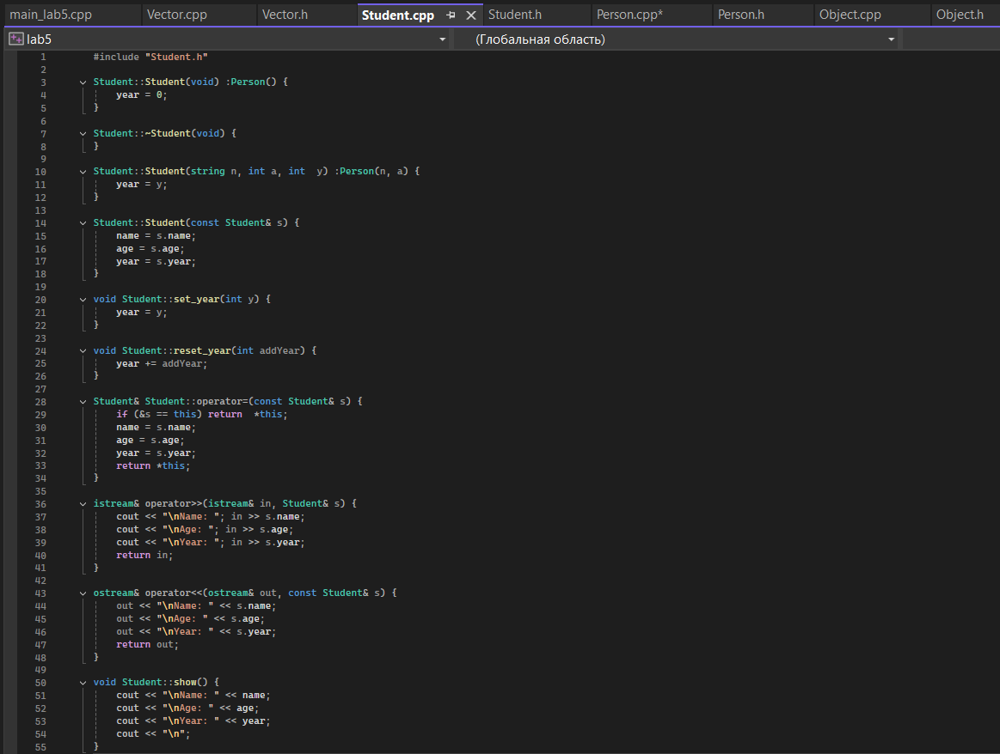 main_lab5.cpp Vector.cpp Vector.h Student.cpp Student.h Person.cpp* Person.h Object.cpp Object.h
lab5 (Глобальная область)
1 #include "Student.h"
2
3 Student::Student(void) :Person() {
4 year = 0;
5 }
6
7 Student::~Student(void) {
8 }
9
10 Student::Student(string n, int a, int  y) :Person(n, a) {
11 year = y;
12 }
13
14 Student::Student(const Student& s) {
15 name = s.name;
16 age = s.age;
17 year = s.year;
18 }
19
20 void Student::set_year(int y) {
21 year = y;
22 }
23
24 void Student::reset_year(int addYear) {
25 year += addYear;
26 }
27
28 Student& Student::operator=(const Student& s) {
29 if (&s == this) return  *this;
30 name = s.name;
31 age = s.age;
32 year = s.year;
33 return *this;
34 }
35
36 istream& operator>>(istream& in, Student& s) {
37 cout << "\nName: "; in >> s.name;
38 cout << "\nAge: "; in >> s.age;
39 cout << "\nYear: "; in >> s.year;
40 return in;
41 }
42
43 ostream& operator<<(ostream& out, const Student& s) {
44 out << "\nName: " << s.name;
45 out << "\nAge: " << s.age;
46 out << "\nYear: " << s.year;
47 return out;
48 }
49
50 void Student::show() {
51 cout << "\nName: " << name;
52 cout << "\nAge: " << age;
53 cout << "\nYear: " << year;
54 cout << "\n";
55 }